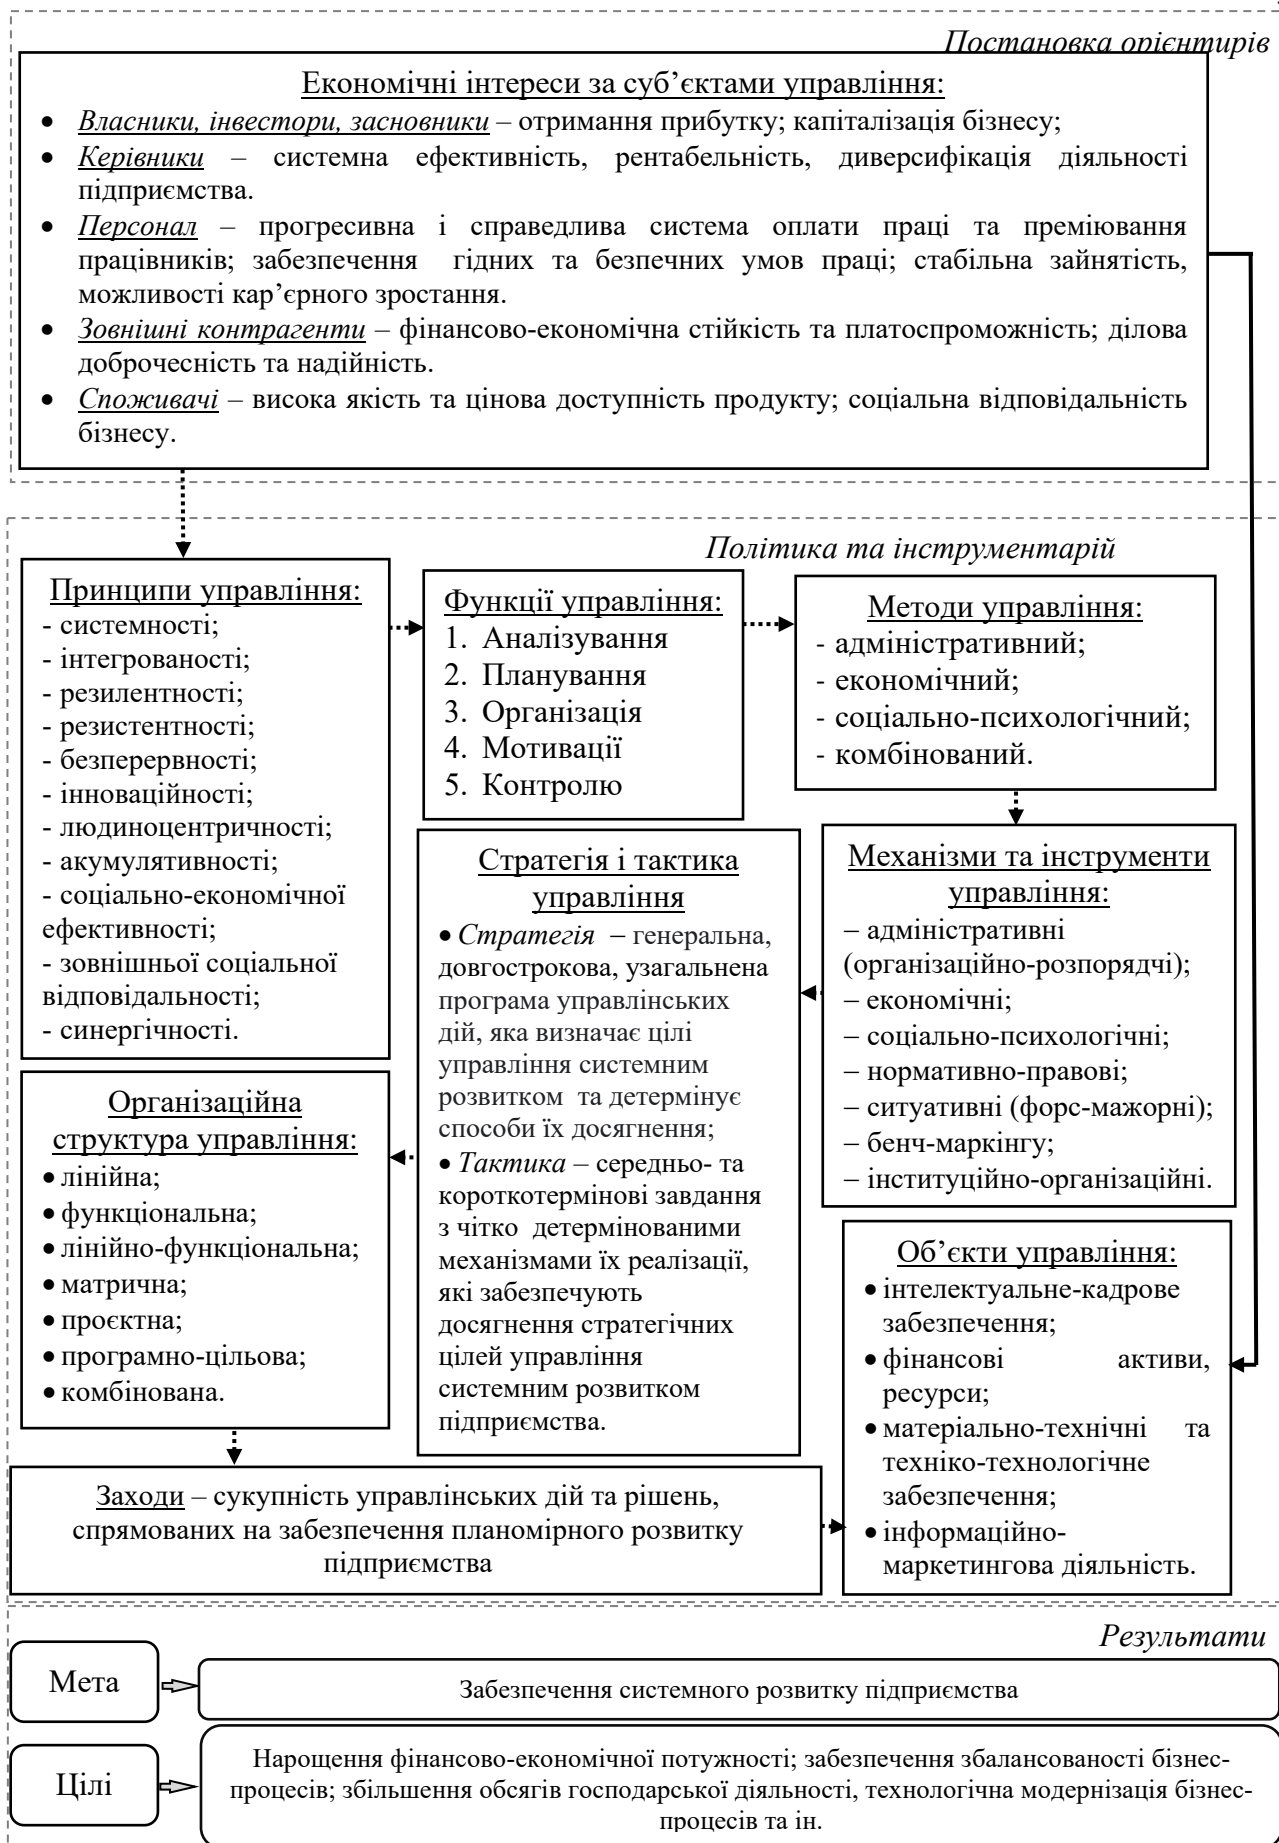 Постановка орієнтирів
Економічні інтереси за суб’єктами управління:
• Власники, інвестори, засновники – отримання прибутку; капіталізація бізнесу;
• Керівники – системна ефективність, рентабельність, диверсифікація діяльності
підприємства.
• Персонал – прогресивна і справедлива система оплати праці та преміювання
працівників; забезпечення гідних та безпечних умов праці; стабільна зайнятість,
можливості кар’єрного зростання.
• Зовнішні контрагенти – фінансово-економічна стійкість та платоспроможність; ділова
доброчесність та надійність.
• Споживачі – висока якість та цінова доступність продукту; соціальна відповідальність
бізнесу.
Політика та інструментарій
Принципи управління:
- системності;
- інтегрованості;
- резилентності;
- резистентності;
- безперервності;
- інноваційності;
- людиноцентричності;
- акумулятивності;
- соціально-економічної
ефективності;
- зовнішньої соціальної
відповідальності;
- синергічності.
Функції управління:
1. Аналізування
2. Планування
3. Організація
4. Мотивації
5. Контролю
Методи управління:
- адміністративний;
- економічний;
- соціально-психологічний;
- комбінований.
Механізми та інструменти
управління:
– адміністративні
(організаційно-розпорядчі);
– економічні;
– соціально-психологічні;
– нормативно-правові;
– ситуативні (форс-мажорні);
– бенч-маркінгу;
– інституційно-організаційні.
Стратегія і тактика
управління
• Стратегія – генеральна,
довгострокова, узагальнена
програма управлінських
дій, яка визначає цілі
управління системним
розвитком та детермінує
способи їх досягнення;
• Тактика – середньо- та
короткотермінові завдання
з чітко детермінованими
механізмами їх реалізації,
які забезпечують
досягнення стратегічних
цілей управління
системним розвитком
підприємства.
Організаційна
структура управління:
• лінійна;
• функціональна;
• лінійно-функціональна;
• матрична;
• проєктна;
• програмно-цільова;
• комбінована.
Заходи – сукупність управлінських дій та рішень,
спрямованих на забезпечення планомірного розвитку
підприємства
Об’єкти управління:
• інтелектуальне-кадрове
забезпечення;
• фінансові активи,
ресурси;
• матеріально-технічні та
техніко-технологічне
забезпечення;
• інформаційно-
маркетингова діяльність.
Результати
Мета
Забезпечення системного розвитку підприємства
Цілі
Нарощення фінансово-економічної потужності; забезпечення збалансованості бізнес-
процесів; збільшення обсягів господарської діяльності, технологічна модернізація бізнес-
процесів та ін.